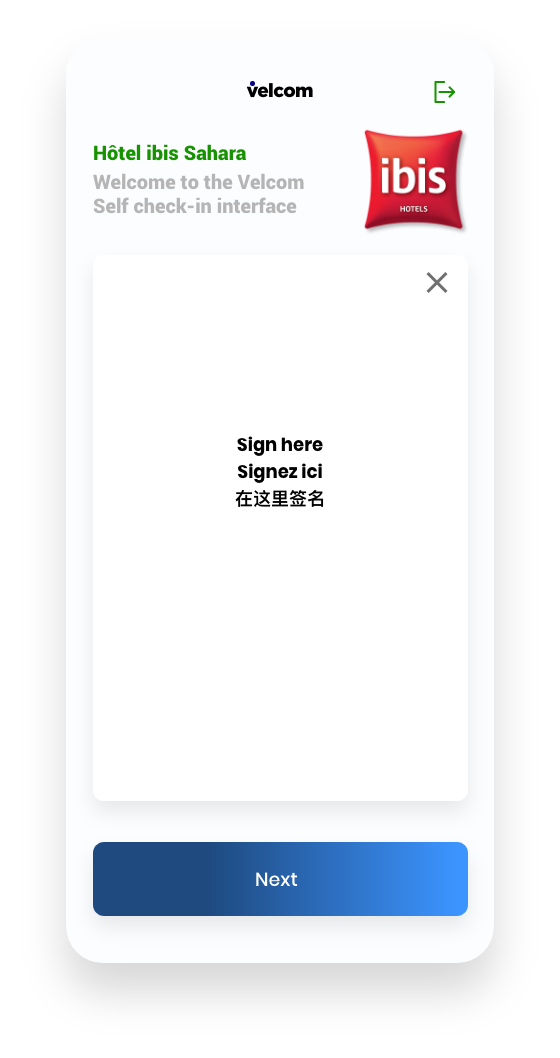 velcom
Hôtel ibis Sahara
Welcome to the Velcom
Self check-in interface
ibis
HOTELS
Sign here
Signez ici
在这里签名
Next